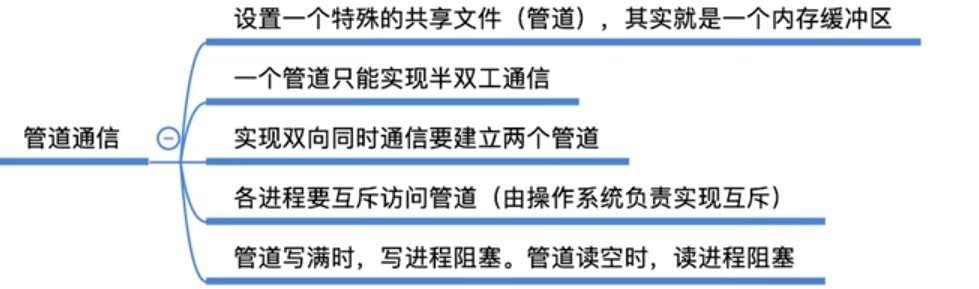 设置一个特殊的共享文件（管道），其实就是一个内存缓冲区
一个管道只能实现半双工通信
管道通信
实现双向同时通信要建立两个管道
各进程要互斥访问管道（由操作系统负责实现互斥）
管道写满时，写进程阻塞。管道读空时，读进程阻塞